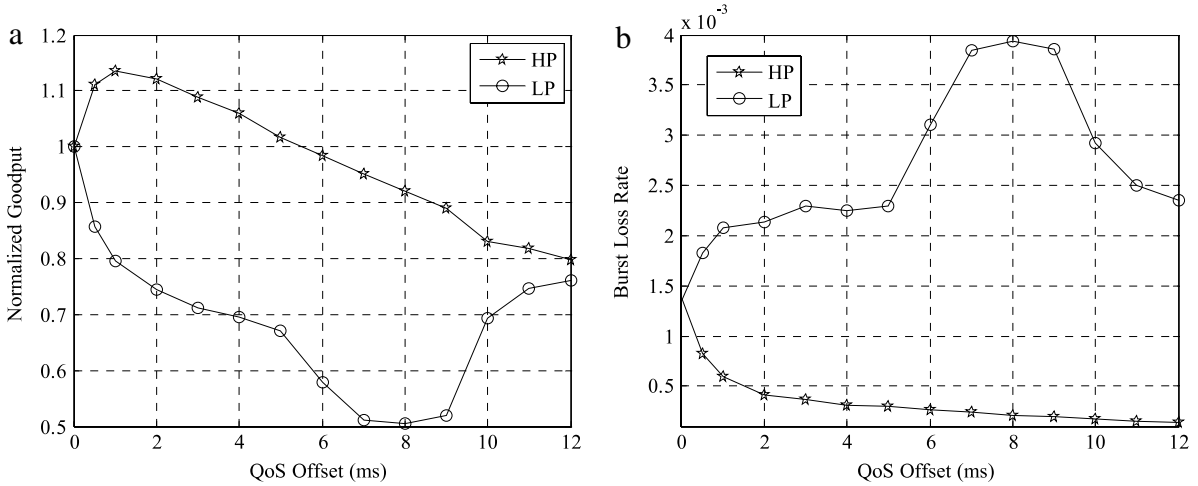 a
1.2
1.1
1
0.9
0.8
0.7
0.6
0.5
0
2
4
6
8
10
12
Normalized Goodput
QoS Offset (ms)
HP
LP
b
x 10⁻³
4
3.5
3
2.5
2
1.5
1
0.5
0
2
4
6
8
10
12
Burst Loss Rate
QoS Offset (ms)
HP
LP